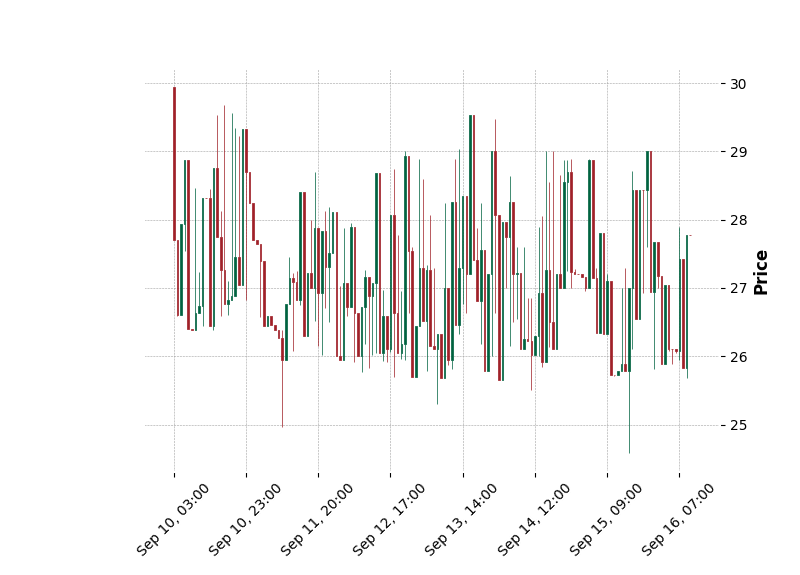 30
29
28
27
26
25
Price
Sep 10, 03:00
Sep 10, 23:00
Sep 11, 20:00
Sep 12, 17:00
Sep 13, 14:00
Sep 14, 12:00
Sep 15, 09:00
Sep 16, 07:00